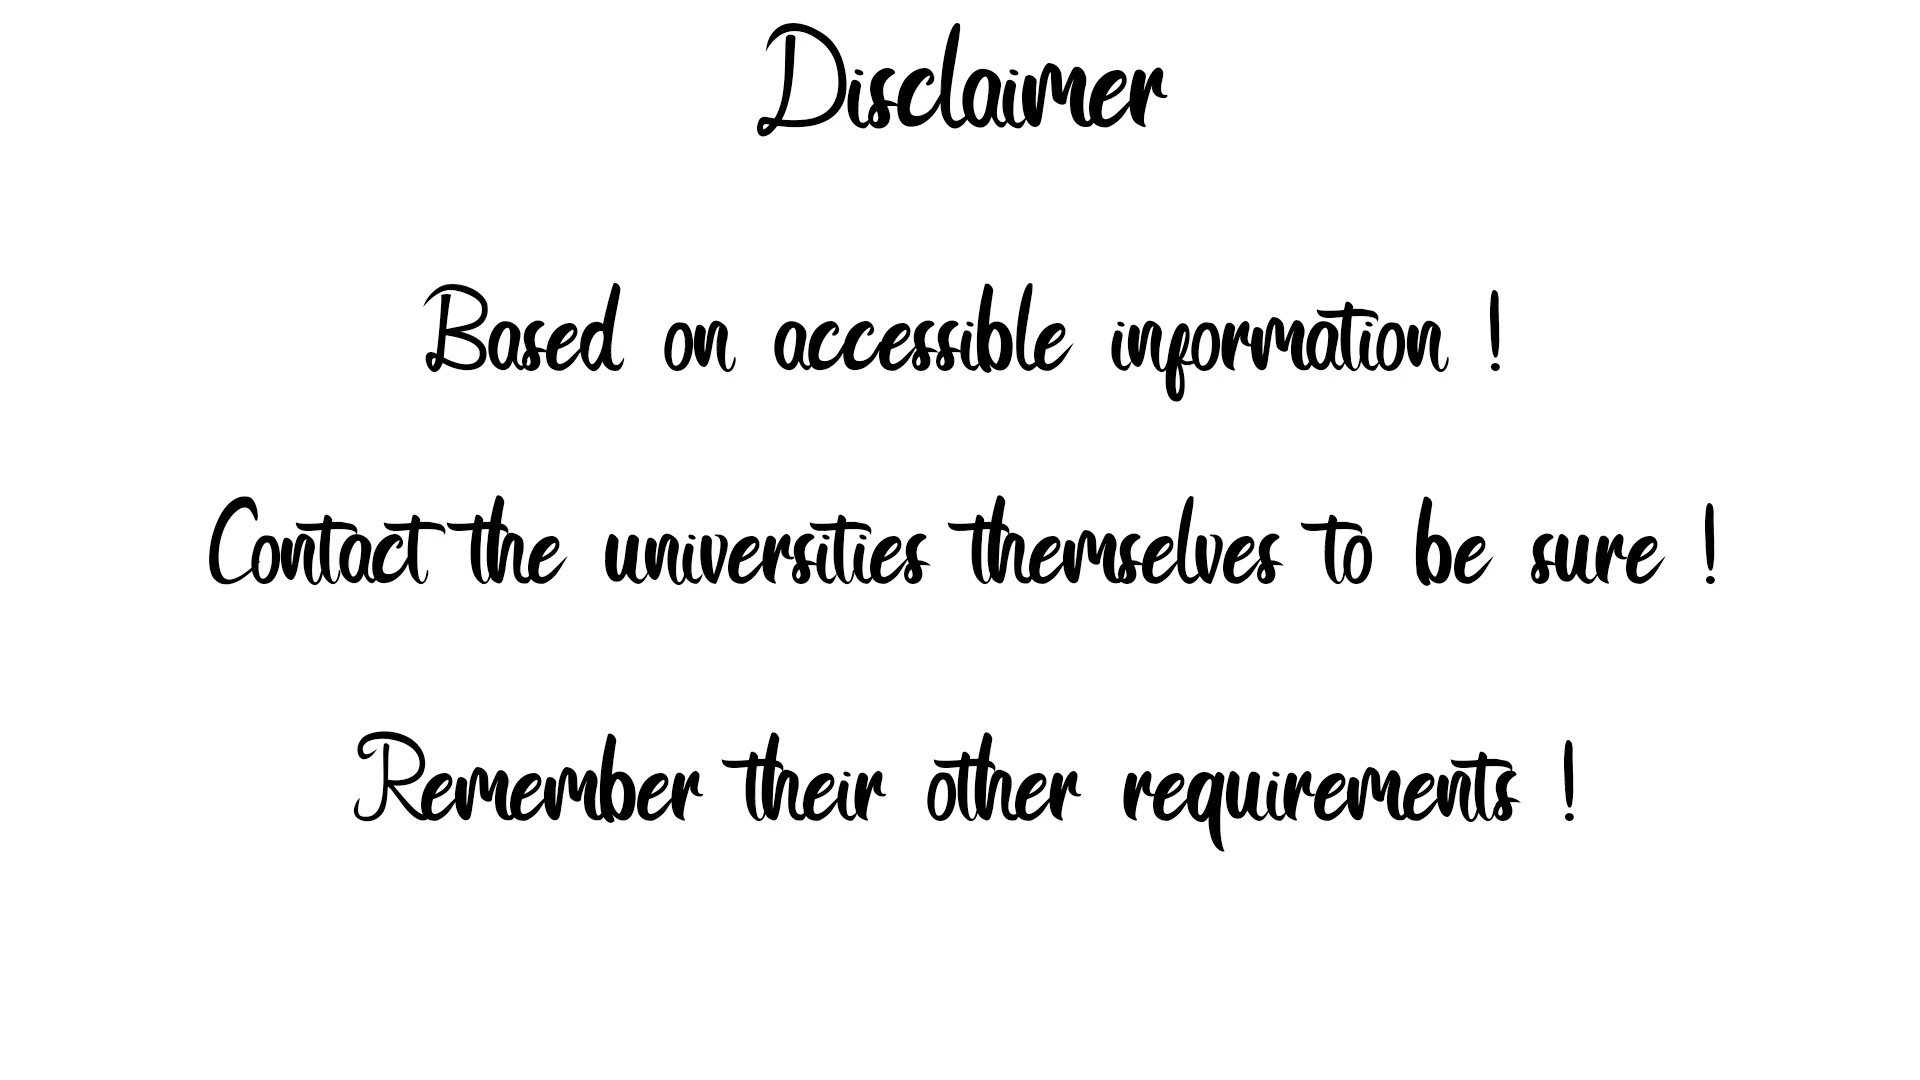 Disclaimer
Based on accessible information !
Contact the universities themselves to be sure !
Remember their other requirements !